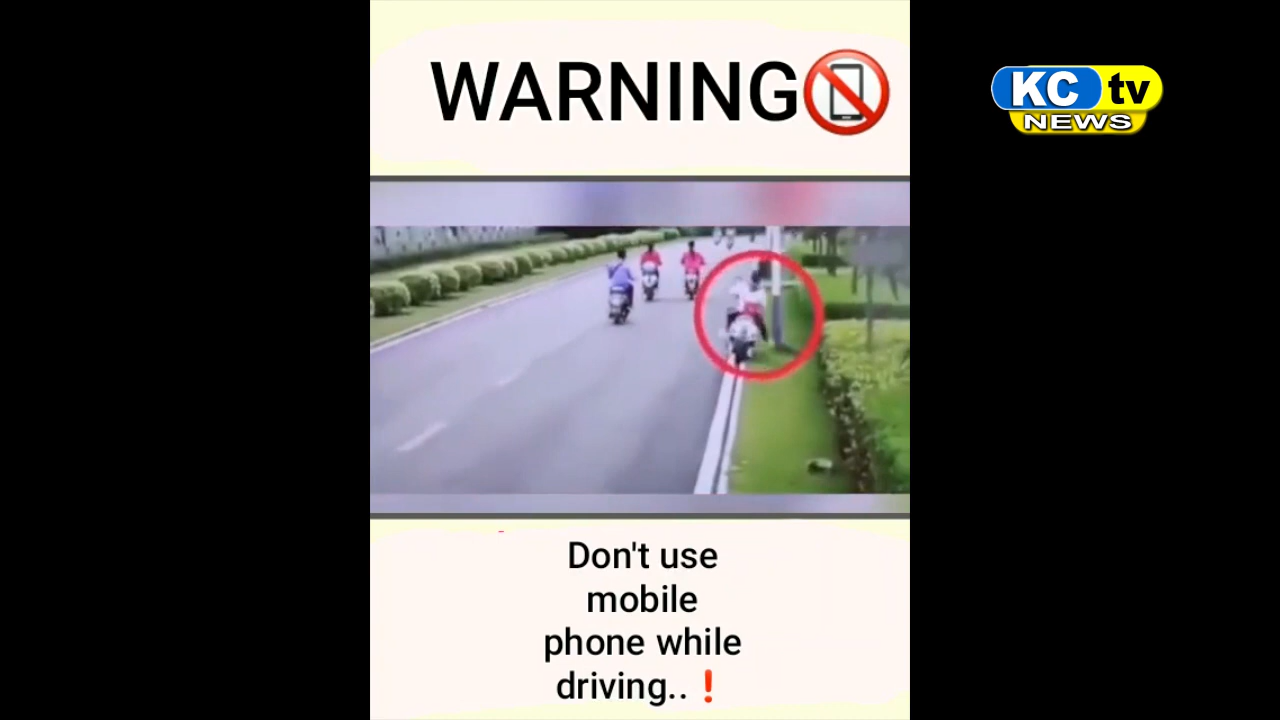 WARNING
KC tv
NEWS
Don't use
mobile
phone while
driving..❗